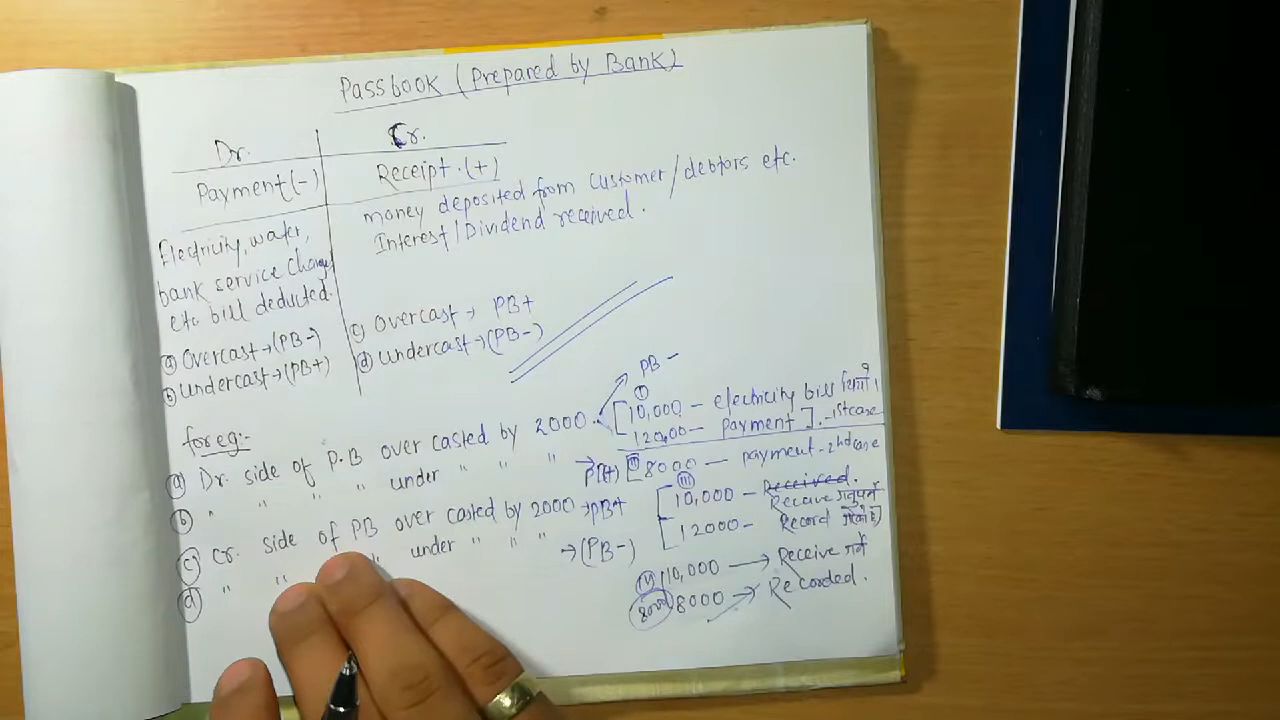 Passbook (Prepared by Bank)
Dr. Cr.
Payment (-) Receipt. (+)
money deposited from customer/debtors etc.
Interest/Dividend received.
Electricity, water,
bank service charge
etc bill deducted.
(a) Overcast → (PB-)
(b) Undercast → (PB+)
(c) Overcast → PB+
(d) Undercast → (PB-)
for eg:-
(a) Dr. side of P.B over casted by 2000 → PB -
(b) " " " " under " " " → P(+)
(c) Cr. side of PB over casted by 2000 → PB+
(d) " " " under " " " → (PB-)
(I)
10,000 - electricity bill
12000 - payment ]. - 1st case
(II) 8000 - payment - 2nd case
(III)
10,000 - Received.
Receive गर्नुपर्ने
12000 - Record
(IV) 10,000 → Receive गर्ने
8000 8000 → Recorded.